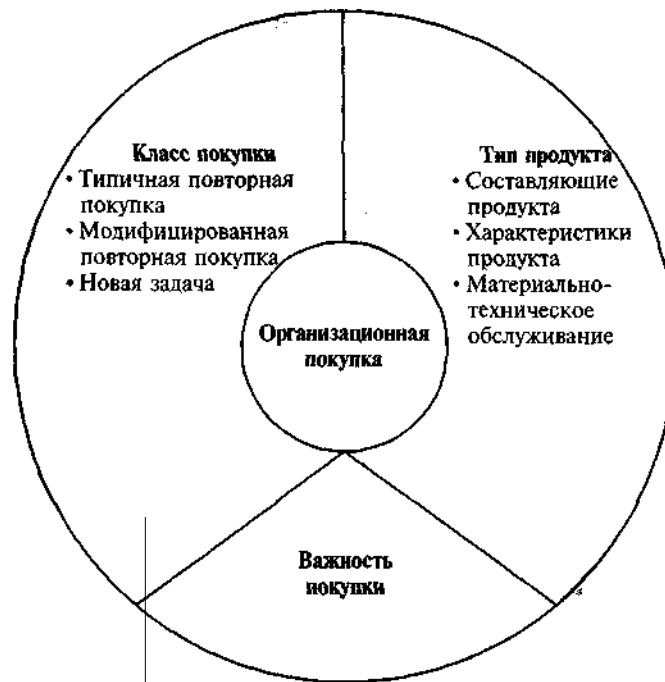 Класс покупки
• Типичная повторная
покупка
• Модифицированная
повторная покупка
• Новая задача
Тип продукта
• Составляющие
продукта
• Характеристики
продукта
• Материально-
техническое
обслуживание
Организационная
покупка
Важность
покупки